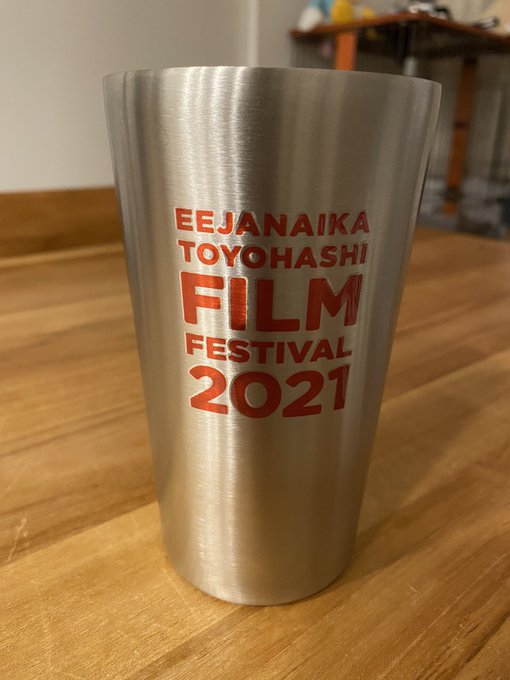 EEJANAIKA
TOYOHASHI
FILM
FESTIVAL
2021